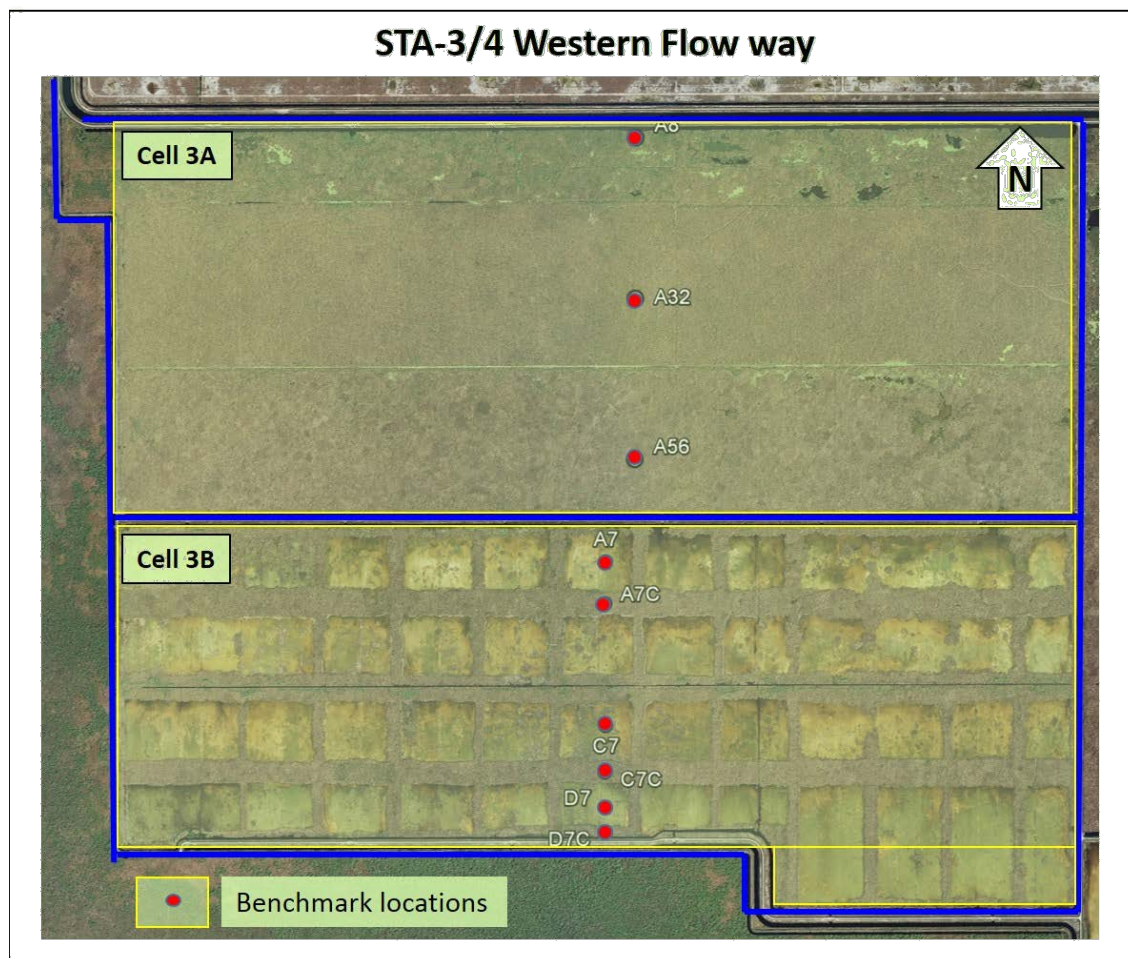 STA-3/4 Western Flow way
A8
Cell 3A
N
A32
A56
Cell 3B
A7
A7C
C7
C7C
D7
D7C
Benchmark locations